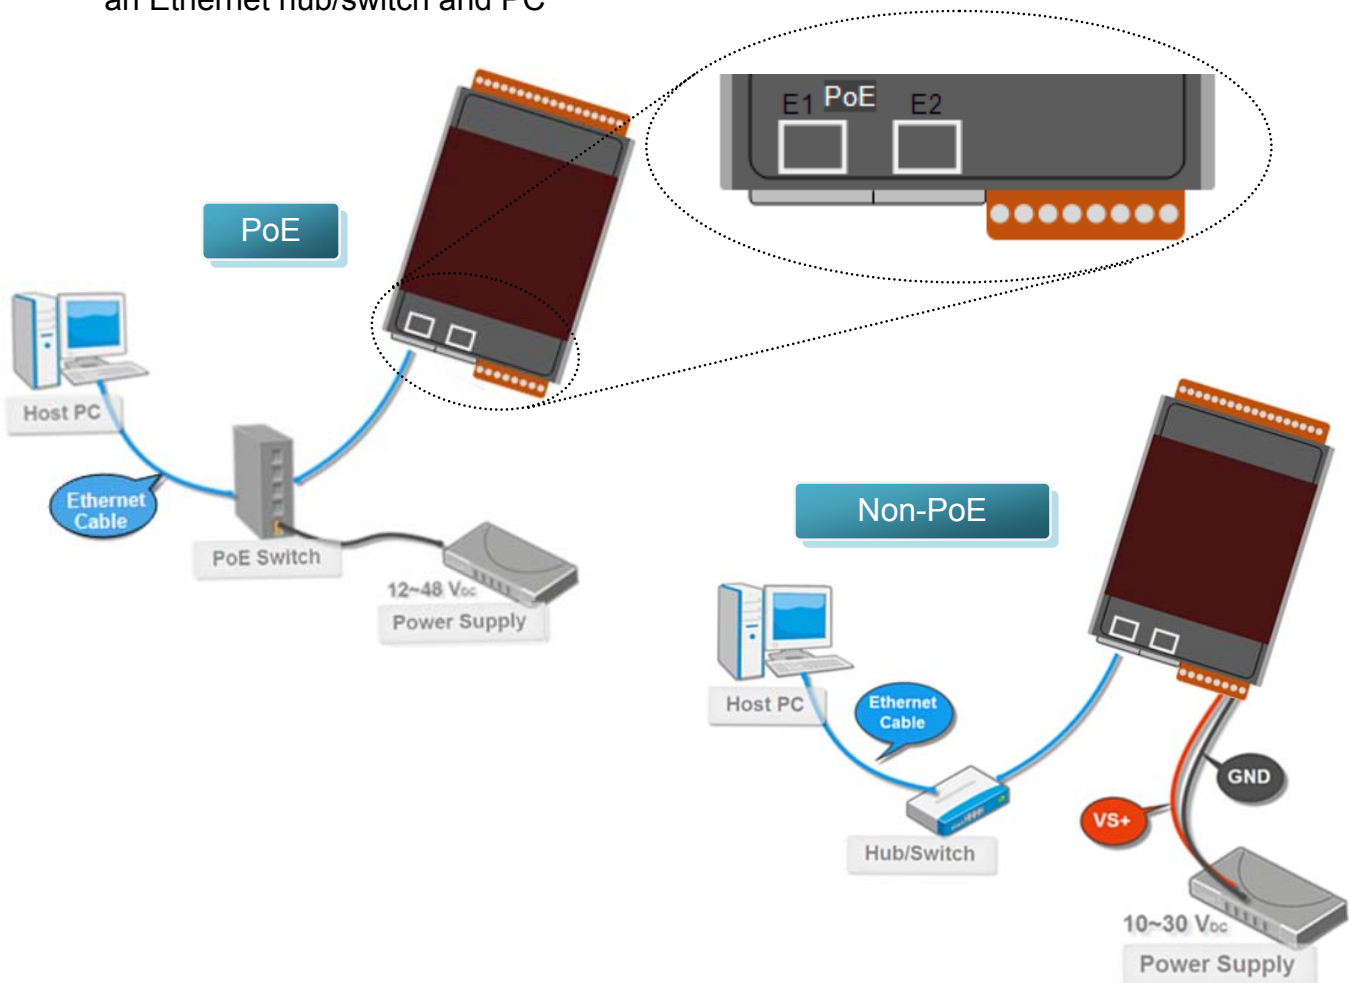 an Ethernet hub/switch and PC
E1 PoE E2
PoE
Host PC
Ethernet
Cable
PoE Switch
12~48 VDC
Power Supply
Non-PoE
Host PC
Ethernet
Cable
Hub/Switch
GND
VS+
10~30 VDC
Power Supply